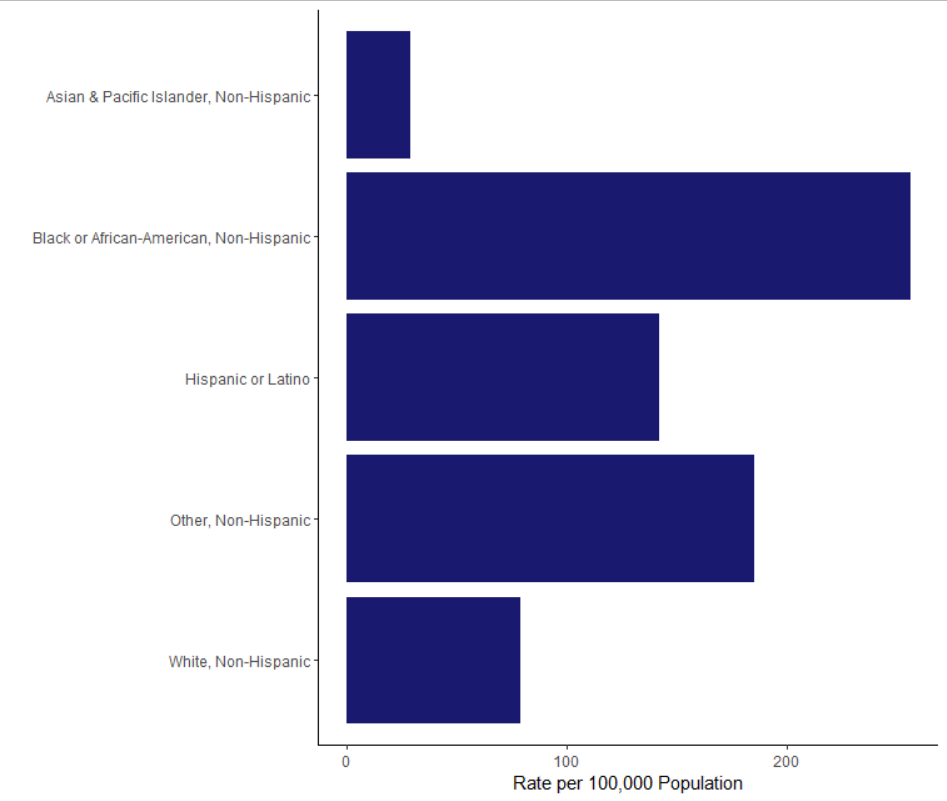 Asian & Pacific Islander, Non-Hispanic
Black or African-American, Non-Hispanic
Hispanic or Latino
Other, Non-Hispanic
White, Non-Hispanic
0 100 200
Rate per 100,000 Population